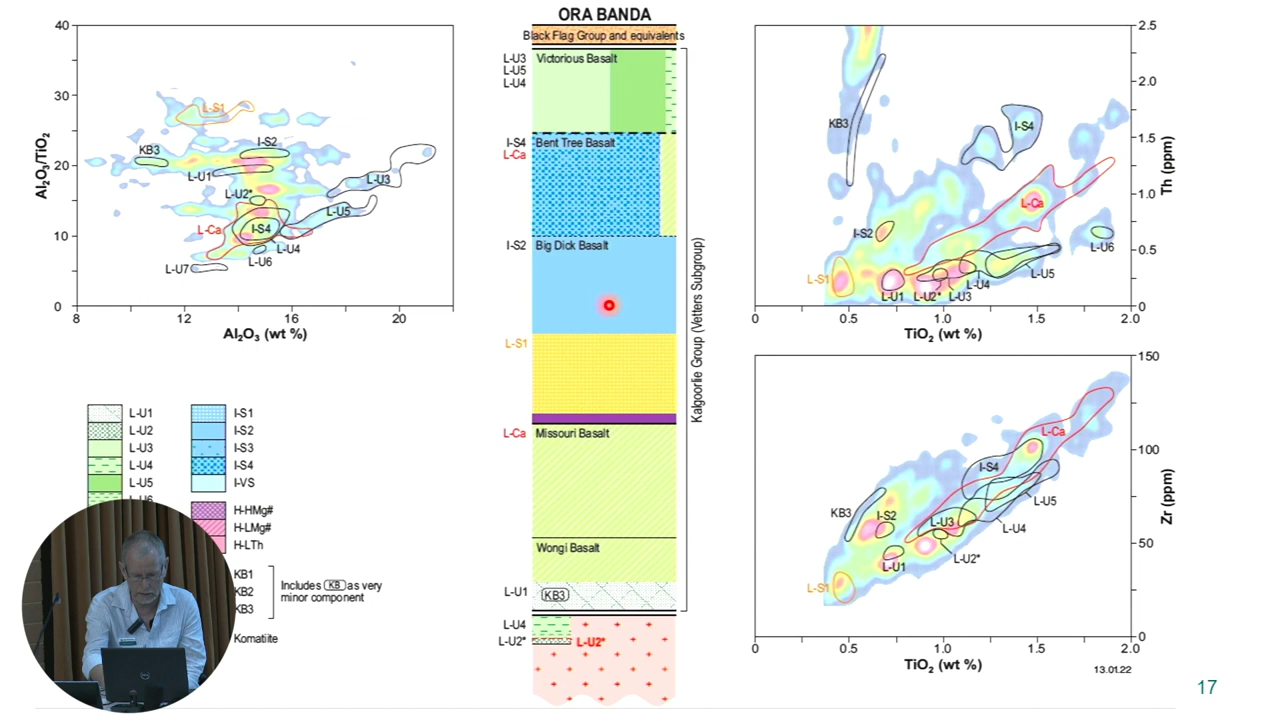 ORA BANDA
Black Flag Group and equivalents
L-U3
L-U5
L-U4
Victorious Basalt
I-S4
L-Ca
Bent Tree Basalt
I-S2
Big Dick Basalt
L-S1
L-Ca
Missouri Basalt
Wongi Basalt
L-U1
KB3
L-U4
L-U2*
L-U2*
Kalgoorlie Group (Vetters Subgroup)
40
30
20
10
0
Al₂O₃/TiO₂
8
12
16
20
Al₂O₃ (wt %)
L-S1
KB3
I-S2
L-U1
L-U2*
L-U3
L-U5
L-Ca
I-S4
L-U4
L-U6
L-U7
L-U1
L-U2
L-U3
L-U4
L-U5
L-U6
I-S1
I-S2
I-S3
I-S4
I-VS
H-HMg#
H-LMg#
H-LTh
KB1
KB2
KB3
Includes KB as very
minor component
Komatiite
2.5
2.0
1.5
1.0
0.5
0
Th (ppm)
0
0.5
1.0
1.5
2.0
TiO₂ (wt %)
KB3
I-S4
L-Ca
I-S2
L-U6
L-S1
L-U5
L-U4
L-U1
L-U2*
L-U3
150
100
50
0
Zr (ppm)
0
0.5
1.0
1.5
2.0
TiO₂ (wt %)
L-Ca
I-S4
KB3
I-S2
L-U3
L-U5
L-U4
L-U2*
L-U1
L-S1
13.01.22
17